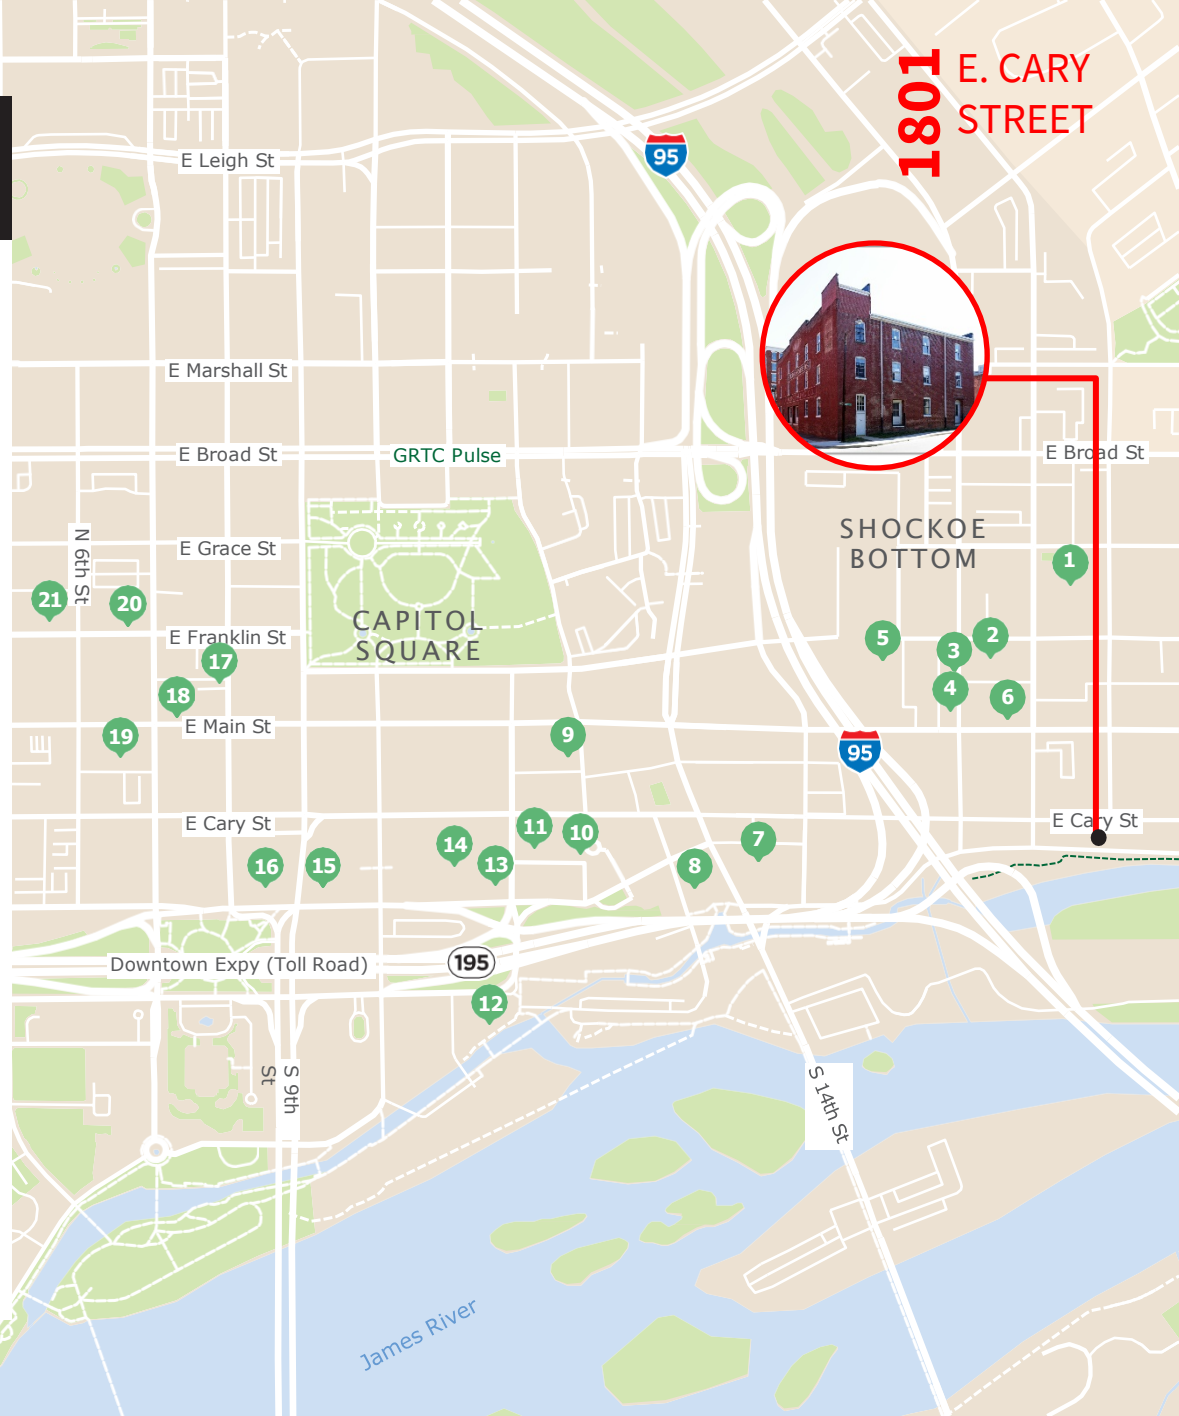 1801
E. CARY
STREET
95
E Leigh St
E Marshall St
E Broad St
GRTC Pulse
E Broad St
SHOCKOE
BOTTOM
N 6th St
E Grace St
1
21
20
CAPITOL
SQUARE
E Franklin St
5
3
2
17
18
4
6
19
E Main St
9
95
E Cary St
E Cary St
14
11
10
7
16
15
13
8
Downtown Expy (Toll Road)
195
12
S 9th
St
S 14th St
James River